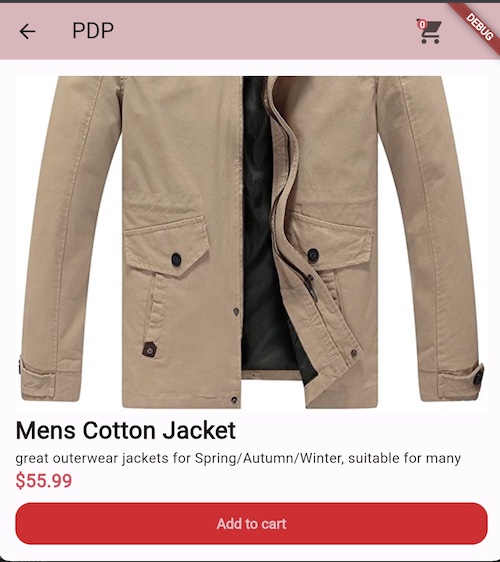 PDP
0
DEBUG
Mens Cotton Jacket
great outerwear jackets for Spring/Autumn/Winter, suitable for many
$55.99
Add to cart